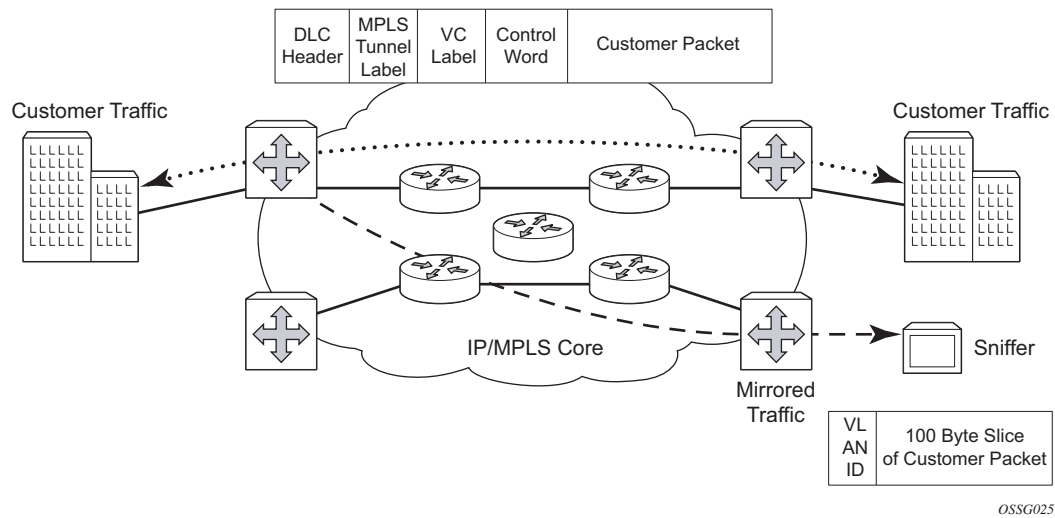 DLC
Header
MPLS
Tunnel
Label
VC
Label
Control
Word
Customer Packet
Customer Traffic
Customer Traffic
IP/MPLS Core
Sniffer
Mirrored
Traffic
VL
AN
ID
100 Byte Slice
of Customer Packet
OSSG025